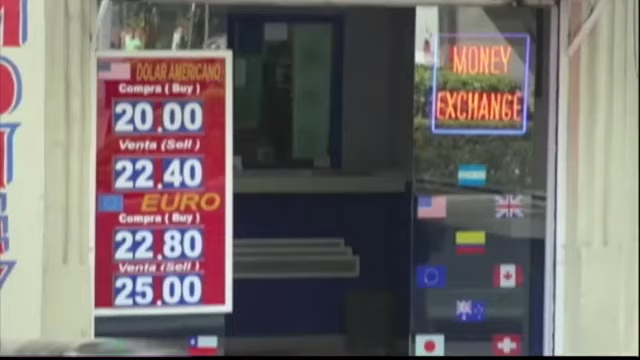 DOLAR AMERICANO
Compra ( Buy )
20.00
Venta (Sell )
22.40
EURO
Compra ( Buy )
22.80
Venta (Sell )
25.00
MONEY
EXCHANGE